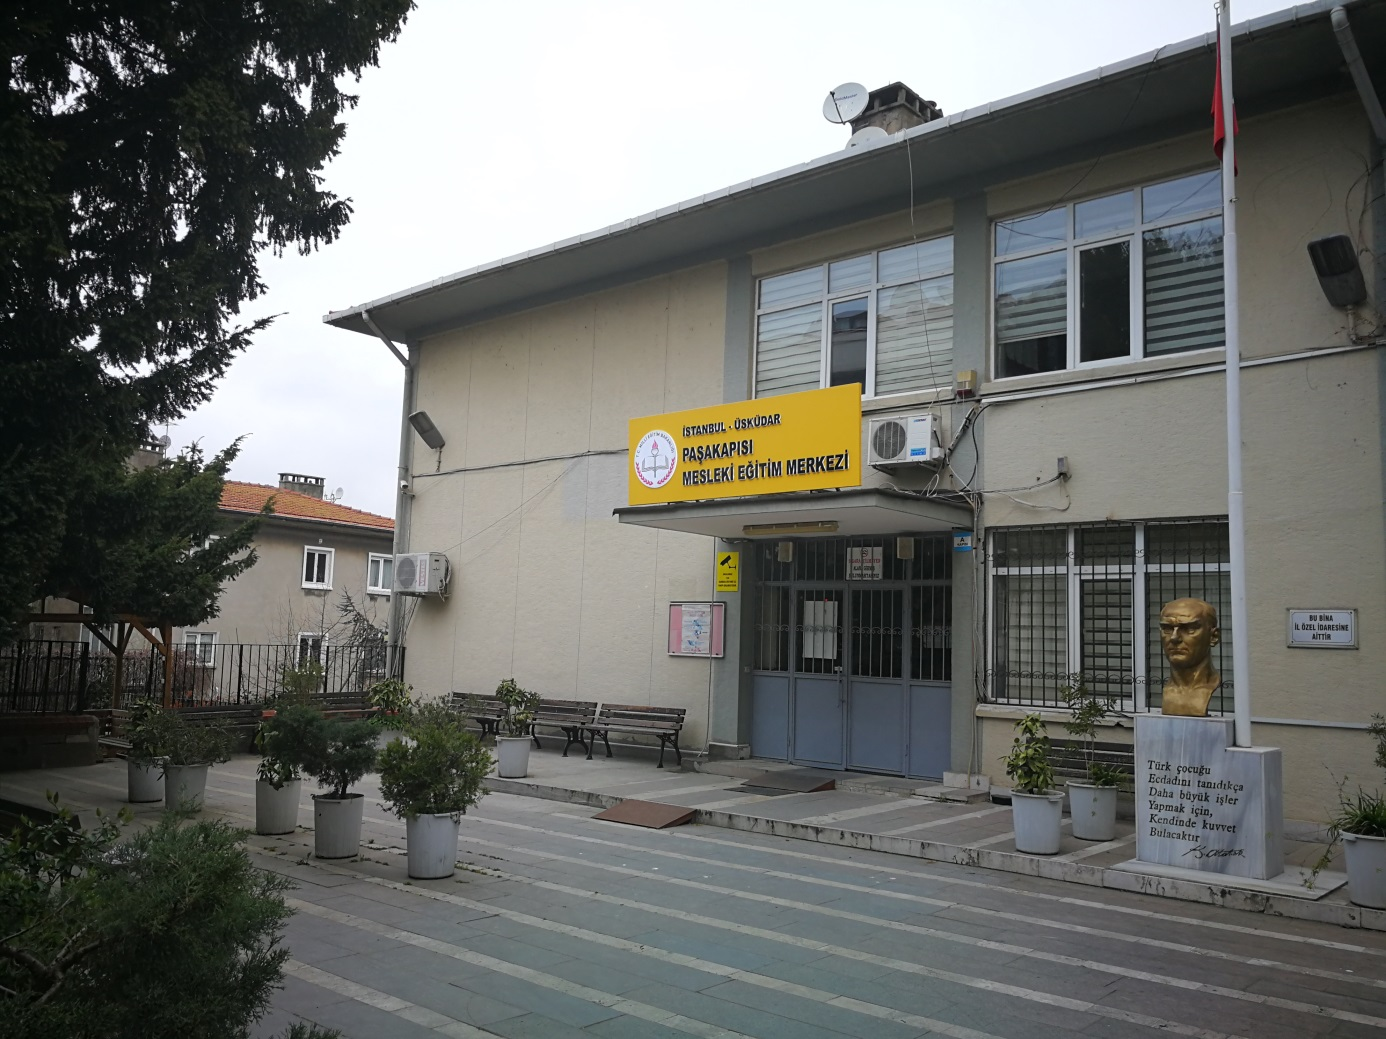 İSTANBUL - ÜSKÜDAR
PAŞAKAPISI
MESLEKİ EĞİTİM MERKEZİ
BU BİNA
İL ÖZEL İDARESİNE
AİTTİR
Türk çocuğu
Ecdadını tanıdıkça
Daha büyük işler
Yapmak için,
Kendinde kuvvet
Bulacaktır